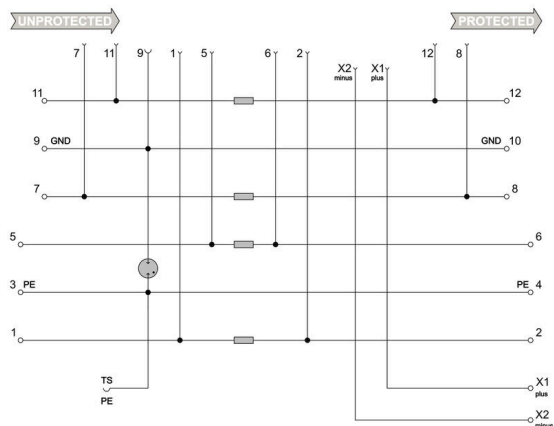 UNPROTECTED PROTECTED
7 11 9 1 5 6 2 12 8
X2 X1
minus plus
11 12
9 GND GND 10
7 8
5 6
3 PE PE 4
1 2
TS X1
plus
PE
X2
minus